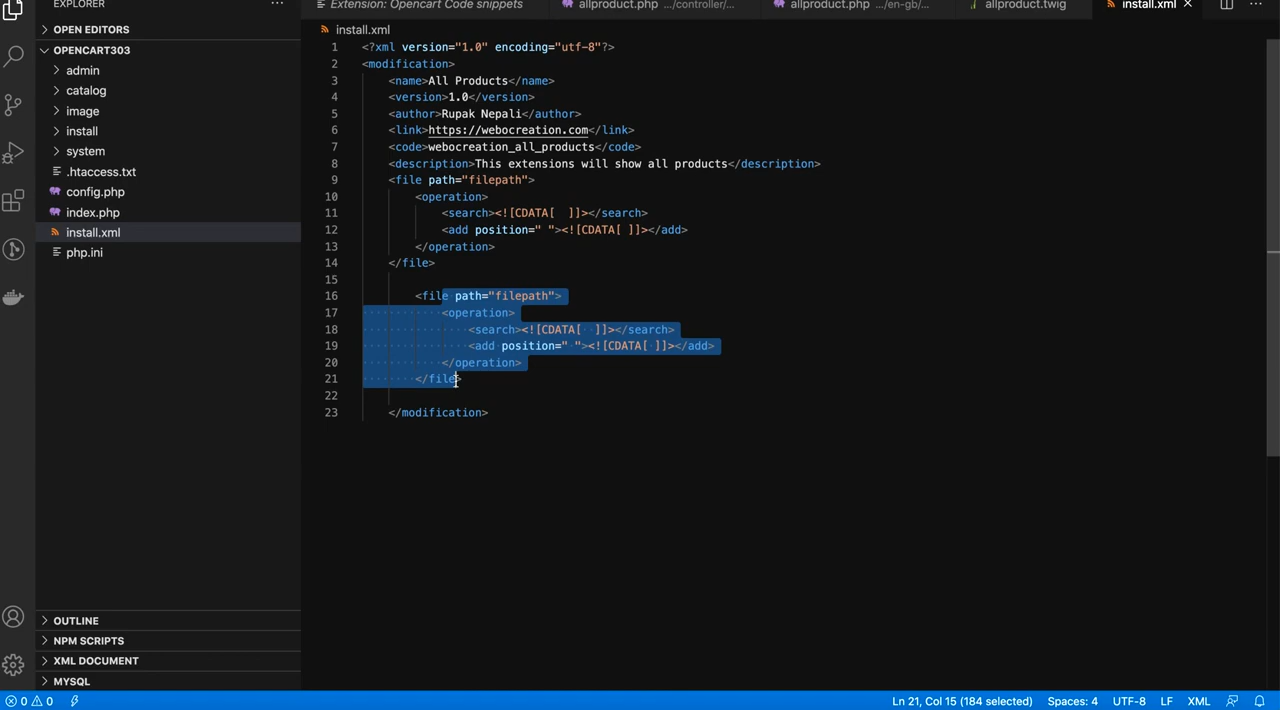 EXPLORER
···
OPEN EDITORS
OPENCART303
admin
catalog
image
install
system
.htaccess.txt
config.php
index.php
install.xml
php.ini
OUTLINE
NPM SCRIPTS
XML DOCUMENT
MYSQL
Extension: Opencart Code snippets
allproduct.php .../controller/...
allproduct.php .../en-gb/...
allproduct.twig
install.xml
install.xml
1 <?xml version="1.0" encoding="utf-8"?>
2 <modification>
3 <name>All Products</name>
4 <version>1.0</version>
5 <author>Rupak Nepali</author>
6 <link>https://webocreation.com</link>
7 <code>webocreation_all_products</code>
8 <description>This extensions will show all products</description>
9 <file path="filepath">
10 <operation>
11 <search><![CDATA[  ]]></search>
12 <add position=" "><![CDATA[ ]]></add>
13 </operation>
14 </file>
15
16 <file path="filepath">
17 <operation>
18 <search><![CDATA[  ]]></search>
19 <add position=" "><![CDATA[ ]]></add>
20 </operation>
21 </file>
22
23 </modification>
0 0
Ln 21, Col 15 (184 selected)
Spaces: 4
UTF-8
LF
XML